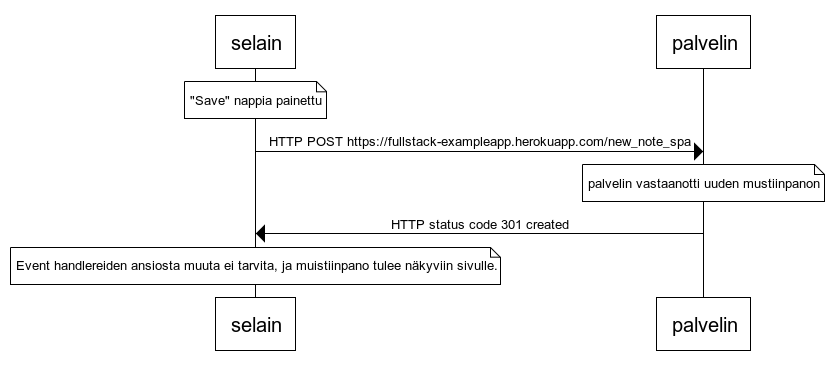 selain
palvelin
"Save" nappia painettu
HTTP POST https://fullstack-exampleapp.herokuapp.com/new_note_spa
palvelin vastaanotti uuden mustiinpanon
HTTP status code 301 created
Event handlereiden ansiosta muuta ei tarvita, ja muistiinpano tulee näkyviin sivulle.
selain
palvelin